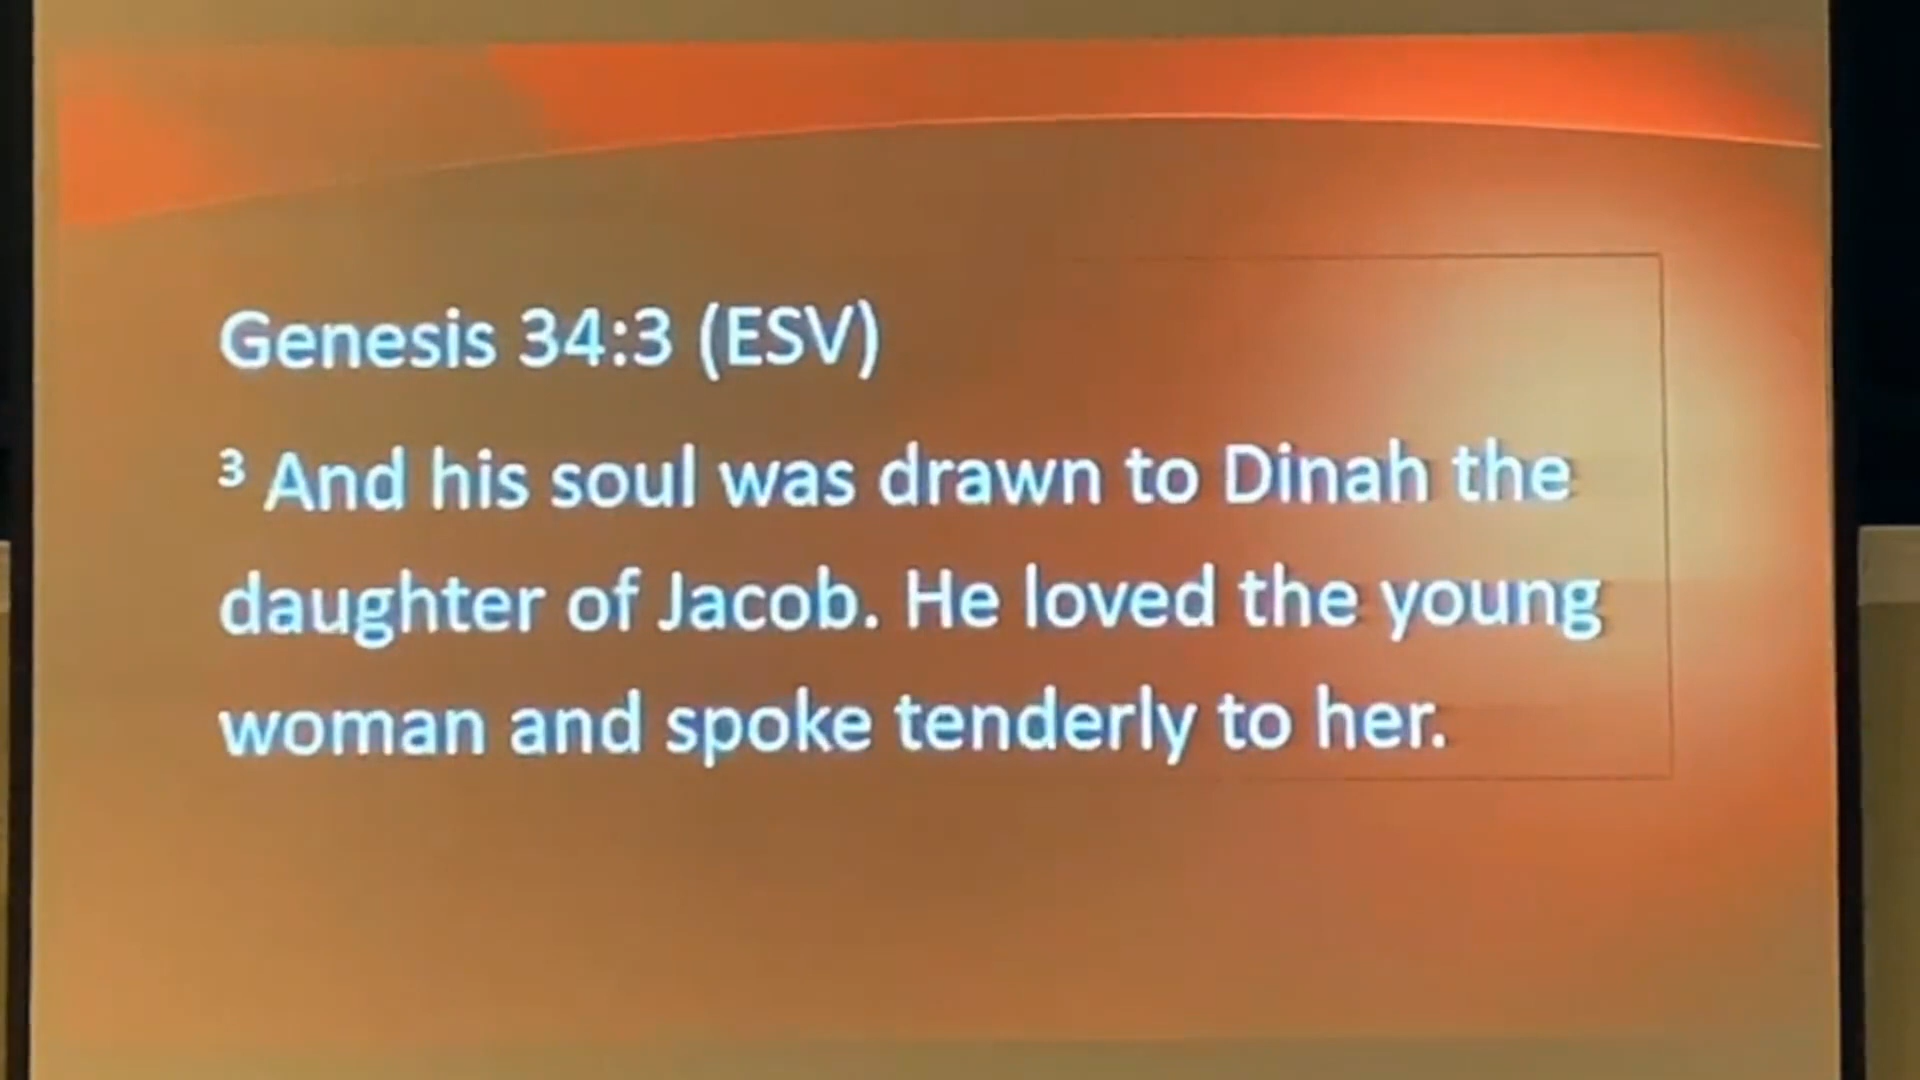 Genesis 34:3 (ESV)
³ And his soul was drawn to Dinah the
daughter of Jacob. He loved the young
woman and spoke tenderly to her.